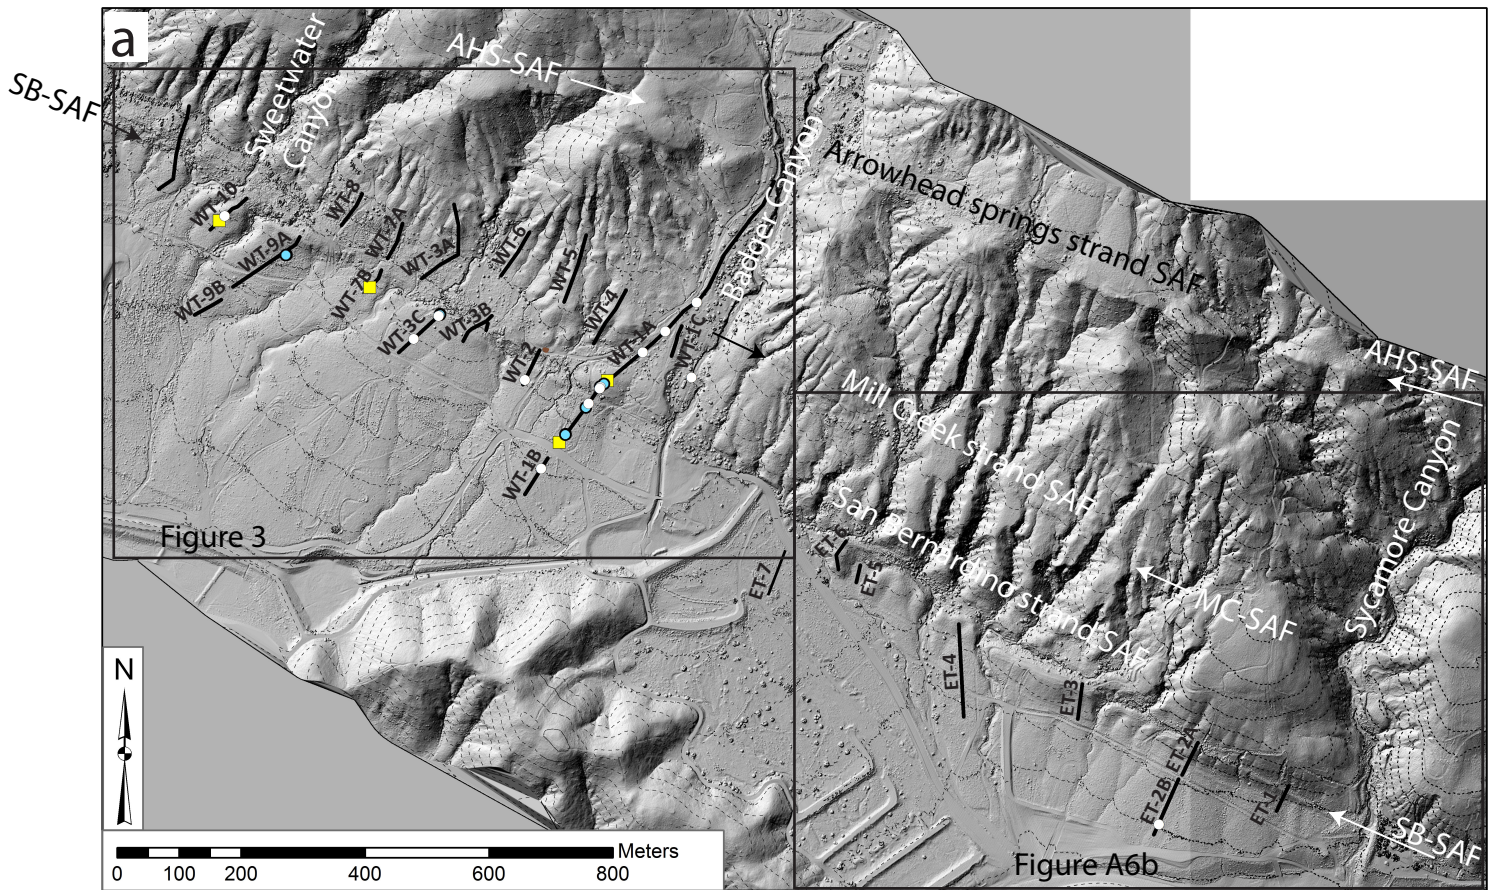 a
AHS-SAF
SB-SAF
Sweetwater
Canyon
Badger Canyon
Arrowhead springs strand SAF
WT-10
WT-8
WT-9A
WT-2A
WT-3A
WT-6
WT-5
WT-9B
WT-7B
WT-4
WT-3C
WT-3B
WT-1A
WT-1C
WT-2
AHS-SAF
Mill Creek strand SAF
WT-1B
San Bernardino strand SAF
Sycamore Canyon
Figure 3
ET-5
ET-7
MC-SAF
ET-4
ET-3
ET-2A
ET-2B
ET-1
SB-SAF
Figure A6b
N
Meters
0 100 200 400 600 800